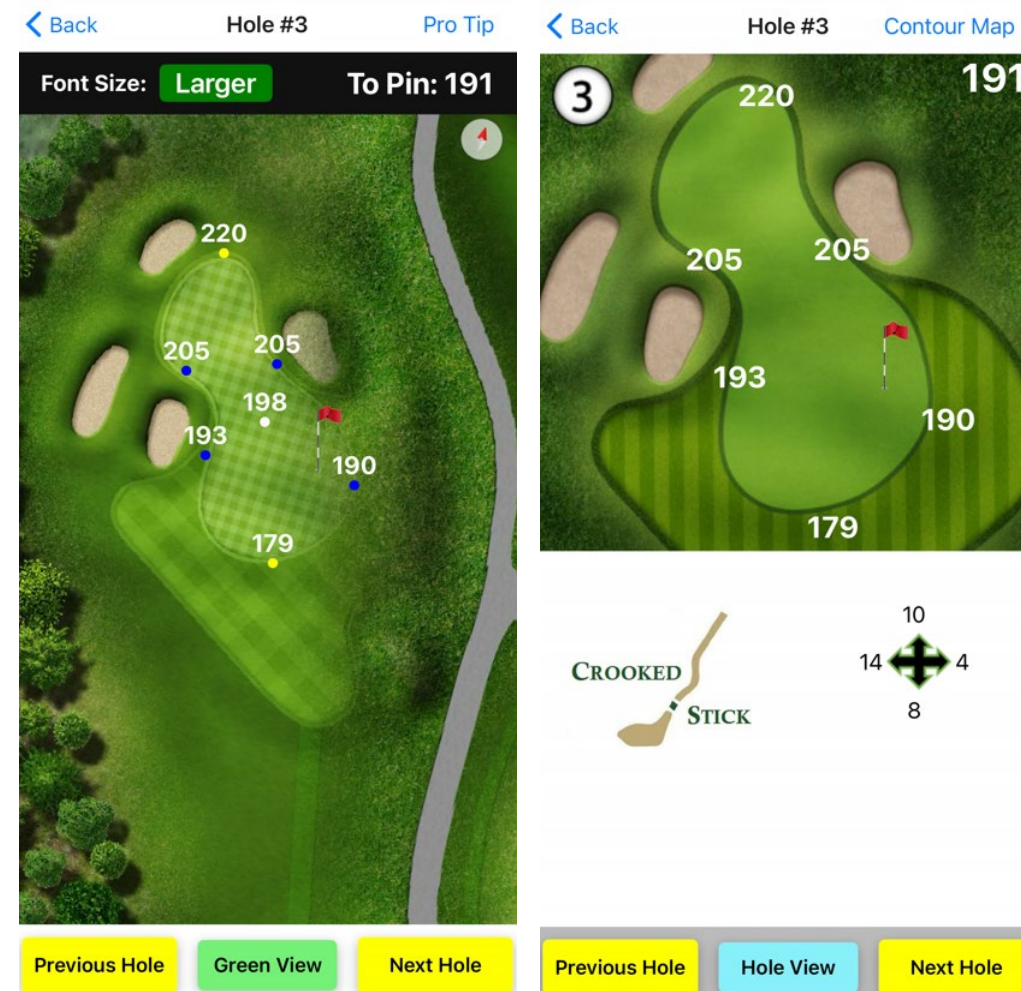 Back Hole #3 Pro Tip
Font Size: Larger To Pin: 191
220
205 205
198
193
190
179
Previous Hole Green View Next Hole
Back Hole #3 Contour Map
3 191
220
205 205
193
190
179
10
14 4
8
CROOKED
STICK
Previous Hole Hole View Next Hole